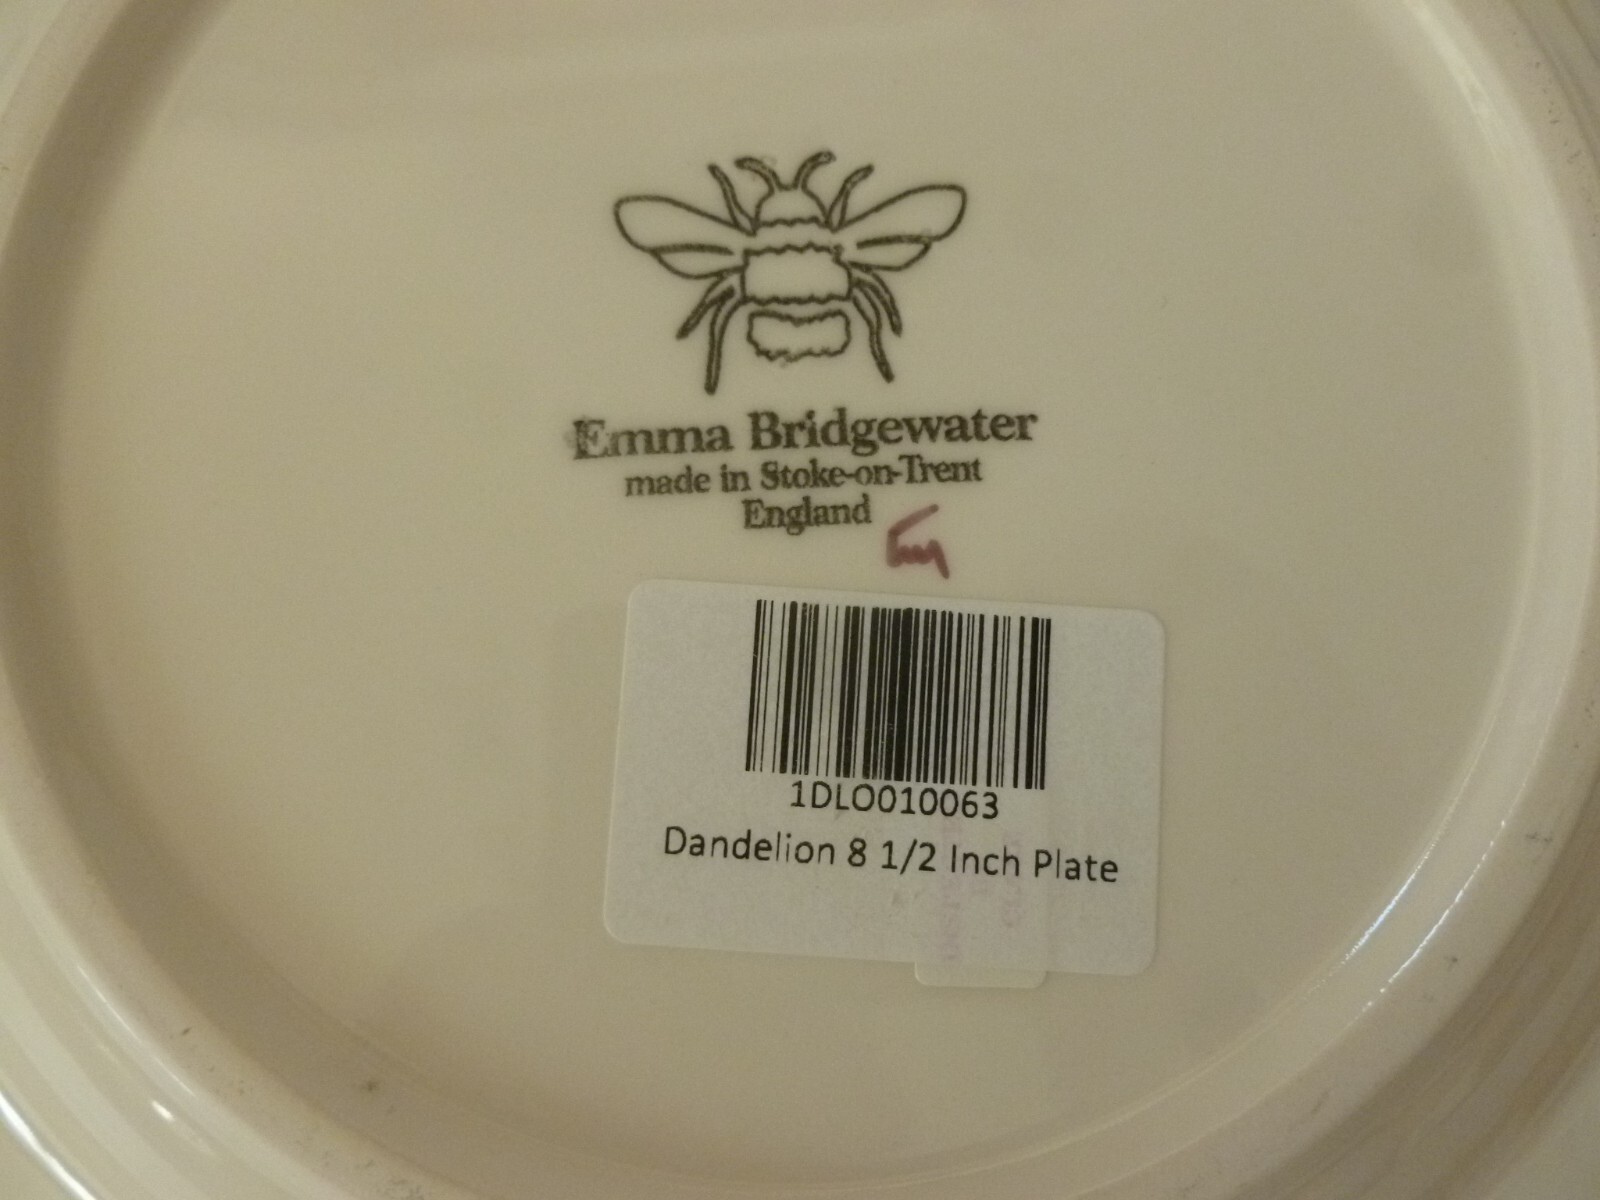 Emma Bridgewater
made in Stoke-on-Trent
England
1DLO010063
Dandelion 8 1/2 Inch Plate